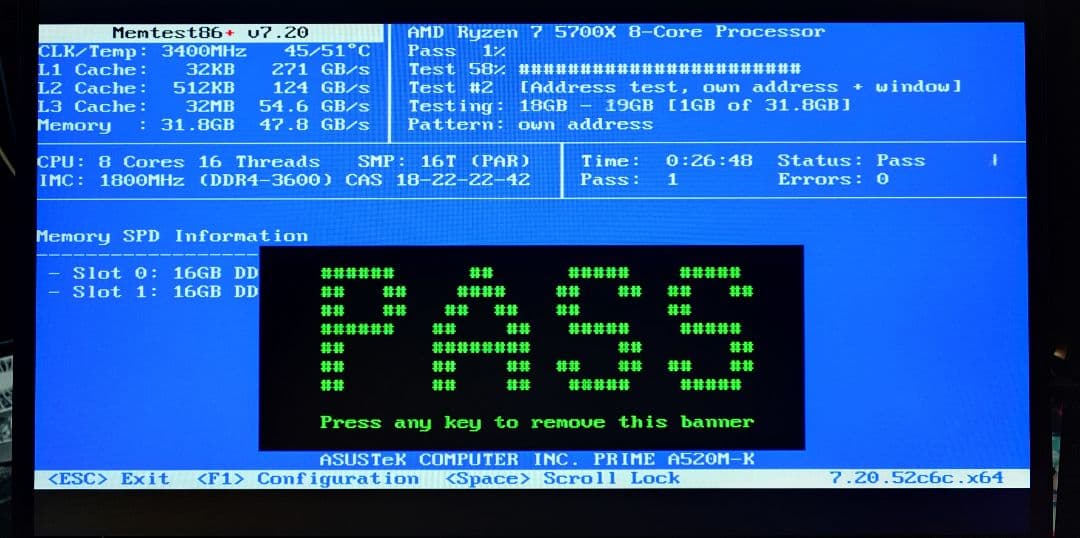 Memtest86+ v7.20
AMD Ryzen 7 5700X 8-Core Processor
CLK/Temp: 3400MHz 45/51°C
Pass 1%
L1 Cache: 32KB 271 GB/s
Test 58% #######################
L2 Cache: 512KB 124 GB/s
Test #2 [Address test, own address + window]
L3 Cache: 32MB 54.6 GB/s
Testing: 18GB - 19GB [1GB of 31.8GB]
Memory : 31.8GB 47.8 GB/s
Pattern: own address
CPU: 8 Cores 16 Threads SMP: 16T (PAR)
Time: 0:26:48 Status: Pass
IMC: 1800MHz (DDR4-3600) CAS 18-22-22-42
Pass: 1 Errors: 0
Memory SPD Information
- Slot 0: 16GB DD
- Slot 1: 16GB DD
PASS
Press any key to remove this banner
ASUSTeK COMPUTER INC. PRIME A520M-K
<ESC> Exit <F1> Configuration <Space> Scroll Lock 7.20.52c6c.x64